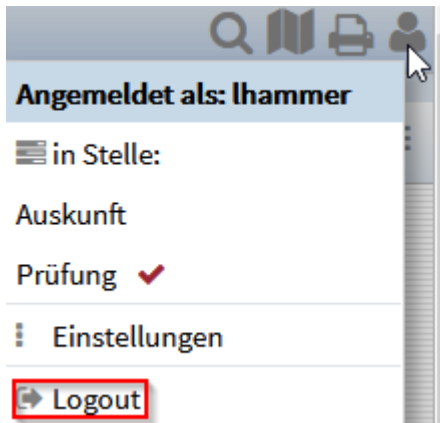 Angemeldet als: lhammer
in Stelle:
Auskunft
Prüfung
Einstellungen
Logout